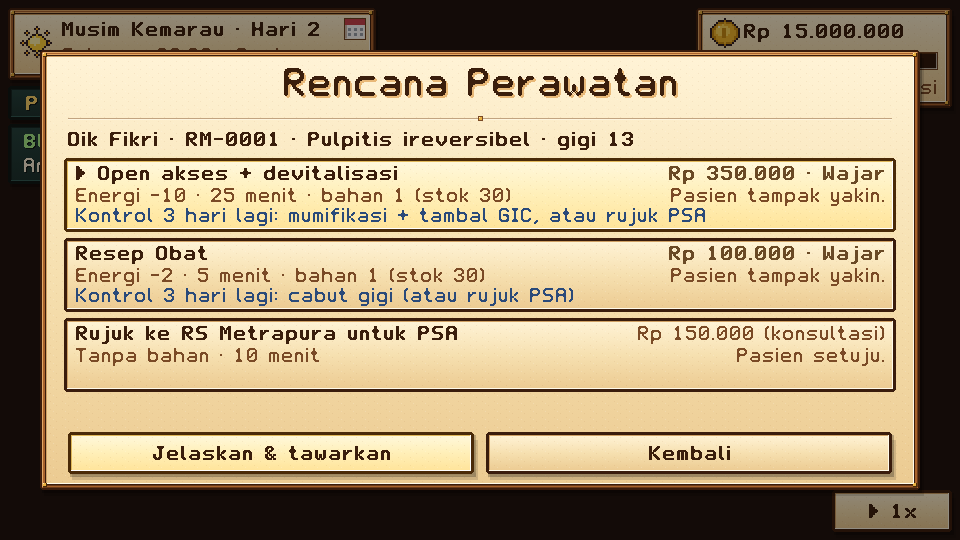 Musim Kemarau · Hari 2
Rp 15.000.000
si
P
Bl
Ar
Rencana Perawatan
Dik Fikri · RM-0001 · Pulpitis ireversibel · gigi 13
Open akses + devitalisasi
Rp 350.000 · Wajar
Energi -10 · 25 menit · bahan 1 (stok 30)
Pasien tampak yakin.
Kontrol 3 hari lagi: mumifikasi + tambal GIC, atau rujuk PSA
Resep Obat
Rp 100.000 · Wajar
Energi -2 · 5 menit · bahan 1 (stok 30)
Pasien tampak yakin.
Kontrol 3 hari lagi: cabut gigi (atau rujuk PSA)
Rujuk ke RS Metrapura untuk PSA
Rp 150.000 (konsultasi)
Tanpa bahan · 10 menit
Pasien setuju.
Jelaskan & tawarkan
Kembali
1x